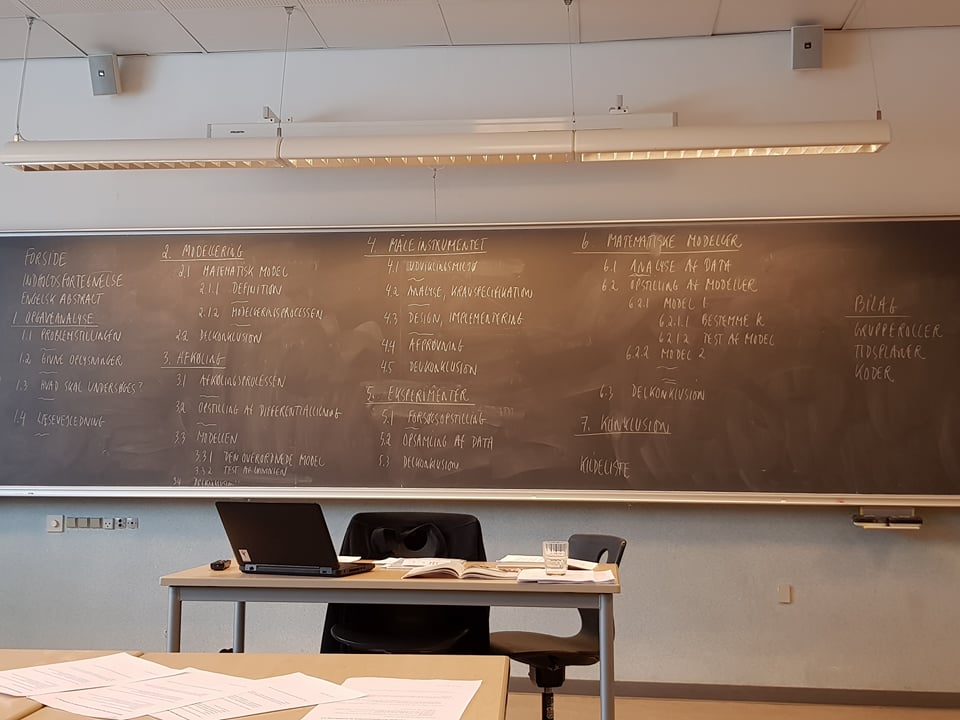 FORSIDE
INDHOLDSFORTEGNELSE
ENGELSK ABSTRACT
1. OPGAVEANALYSE
1.1 PROBLEMSTILLINGEN
1.2 GIVNE OPLYSNINGER
1.3 HVAD SKAL UNDERSØGES?
1.4 LÆSEVEJLEDNING
2. MODELLERING
2.1 MATEMATISK MODEL
2.1.1 DEFINITION
2.1.2 MODELLERINGSPROCESSEN
2.2 DELKONKLUSION
3. AFKØLING
3.1 AFKØLINGSPROCESSEN
3.2 OPSTILLING AF DIFFERENTIALLIGNING
3.3 MODELLEN
3.3.1 DEN OVERORDNEDE MODEL
3.3.2 TEST AF
3.4 DELKONKLUSION
4. MÅLEINSTRUMENTET
4.1 UDVIKLINGSMILJØ
4.2 ANALYSE, KRAVSPECIFIKATION
4.3 DESIGN, IMPLEMENTERING
4.4 AFPRØVNING
4.5 DELKONKLUSION
5. EKSPERIMENTER
5.1 FORSØGSOPSTILLING
5.2 OPSAMLING AF DATA
5.3 DELKONKLUSION
6. MATEMATISKE MODELLER
6.1 ANALYSE AF DATA
6.2 OPSTILLING AF MODELLER
6.2.1 MODEL 1
6.2.1.1 BESTEMME K
6.2.1.2 TEST AF MODEL
6.2.2 MODEL 2
6.3 DELKONKLUSION
7. KONKLUSION
KILDELISTE
BILAG
GRUPPEROLLER
TIDSPLANER
KODER